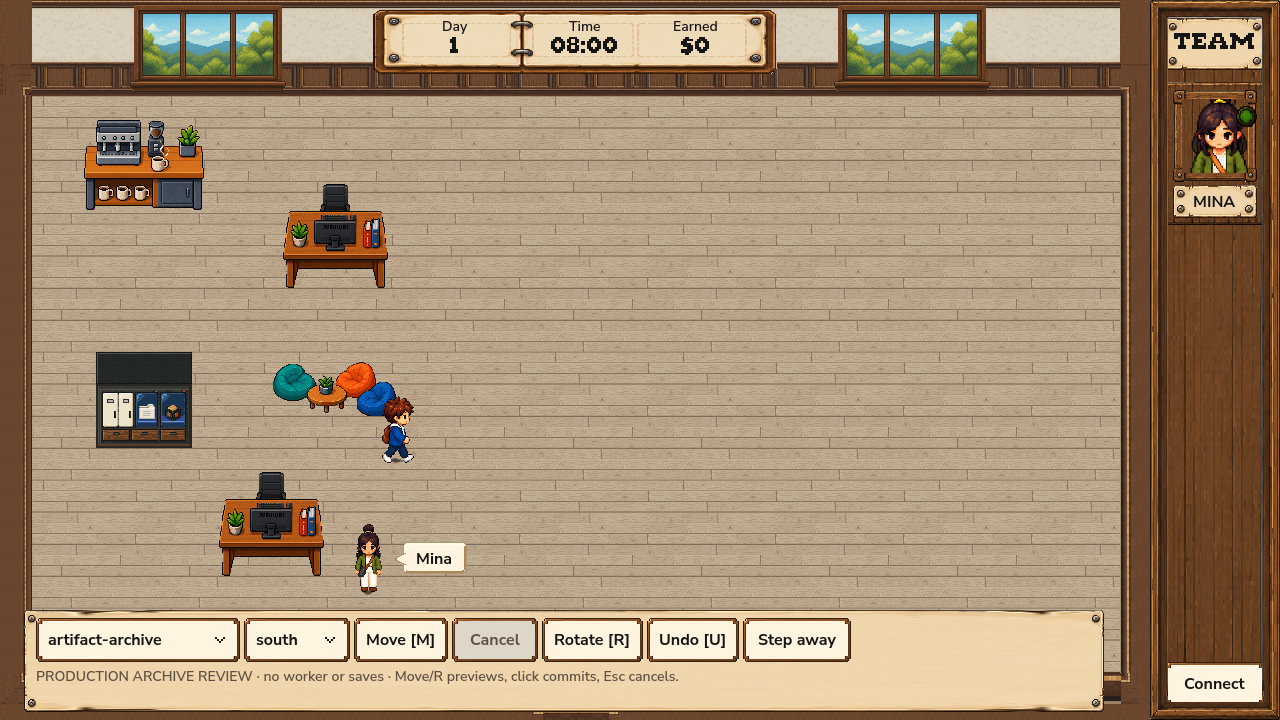 Day
1
Time
08:00
Earned
$0
TEAM
MINA
Mina
artifact-archive
south
Move [M]
Cancel
Rotate [R]
Undo [U]
Step away
PRODUCTION ARCHIVE REVIEW · no worker or saves · Move/R previews, click commits, Esc cancels.
Connect